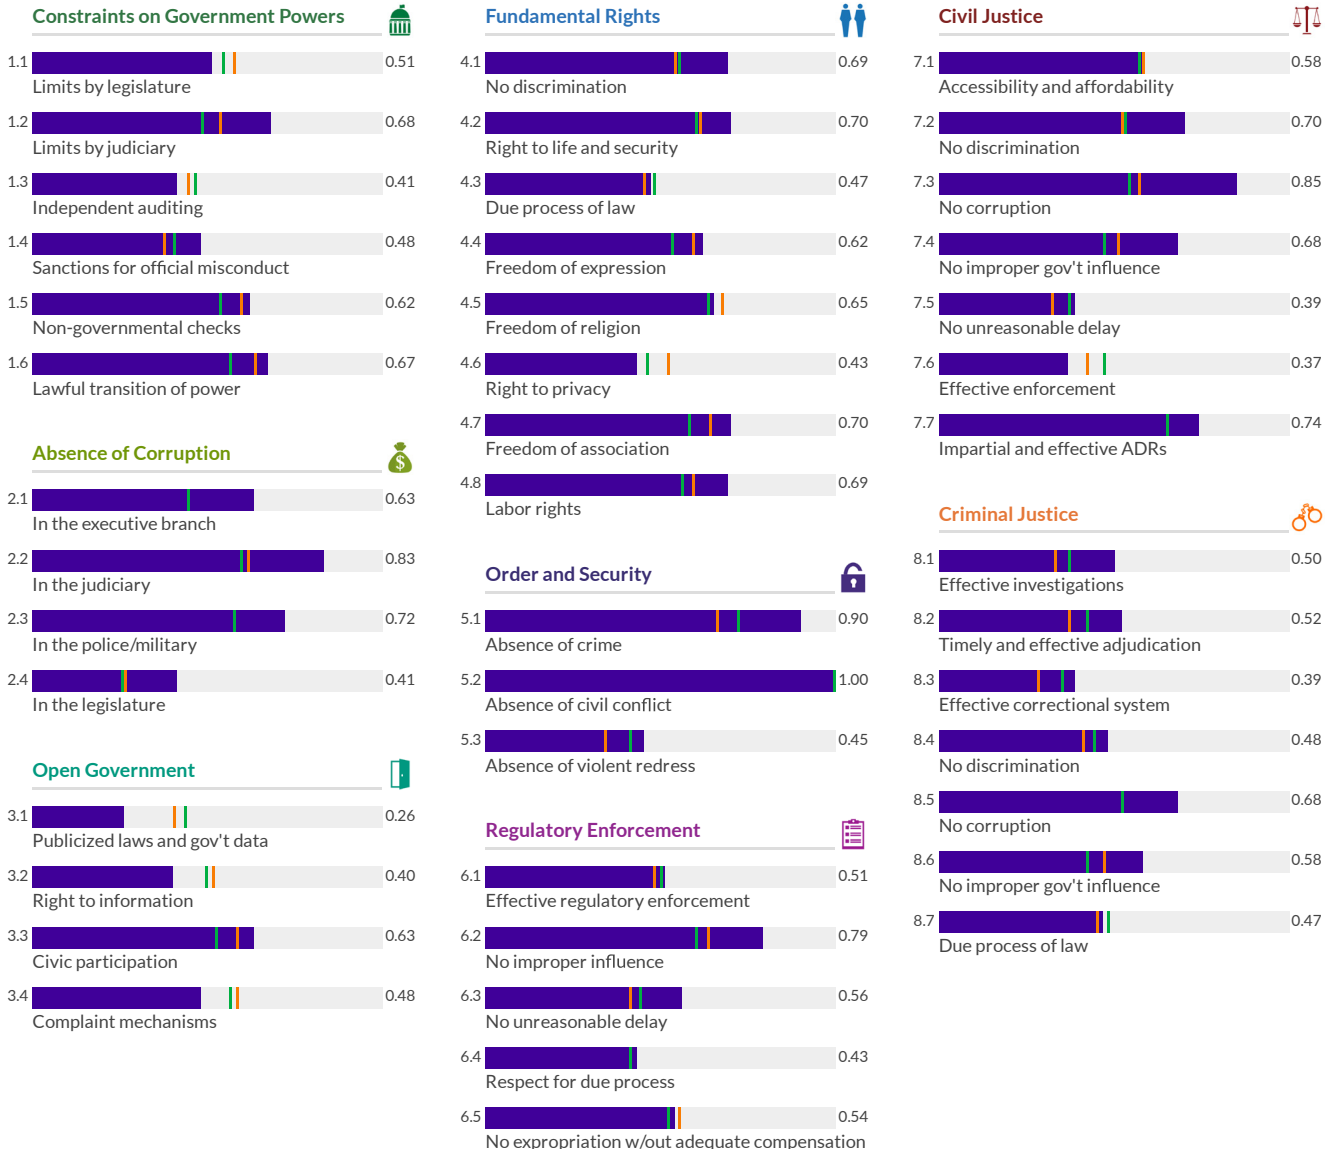 Constraints on Government Powers
1.1 0.51
Limits by legislature
1.2 0.68
Limits by judiciary
1.3 0.41
Independent auditing
1.4 0.48
Sanctions for official misconduct
1.5 0.62
Non-governmental checks
1.6 0.67
Lawful transition of power
Absence of Corruption
$
2.1 0.63
In the executive branch
2.2 0.83
In the judiciary
2.3 0.72
In the police/military
2.4 0.41
In the legislature
Open Government
3.1 0.26
Publicized laws and gov't data
3.2 0.40
Right to information
3.3 0.63
Civic participation
3.4 0.48
Complaint mechanisms
Fundamental Rights
4.1 0.69
No discrimination
4.2 0.70
Right to life and security
4.3 0.47
Due process of law
4.4 0.62
Freedom of expression
4.5 0.65
Freedom of religion
4.6 0.43
Right to privacy
4.7 0.70
Freedom of association
4.8 0.69
Labor rights
Order and Security
5.1 0.90
Absence of crime
5.2 1.00
Absence of civil conflict
5.3 0.45
Absence of violent redress
Regulatory Enforcement
6.1 0.51
Effective regulatory enforcement
6.2 0.79
No improper influence
6.3 0.56
No unreasonable delay
6.4 0.43
Respect for due process
6.5 0.54
No expropriation w/out adequate compensation
Civil Justice
7.1 0.58
Accessibility and affordability
7.2 0.70
No discrimination
7.3 0.85
No corruption
7.4 0.68
No improper gov't influence
7.5 0.39
No unreasonable delay
7.6 0.37
Effective enforcement
7.7 0.74
Impartial and effective ADRs
Criminal Justice
8.1 0.50
Effective investigations
8.2 0.52
Timely and effective adjudication
8.3 0.39
Effective correctional system
8.4 0.48
No discrimination
8.5 0.68
No corruption
8.6 0.58
No improper gov't influence
8.7 0.47
Due process of law